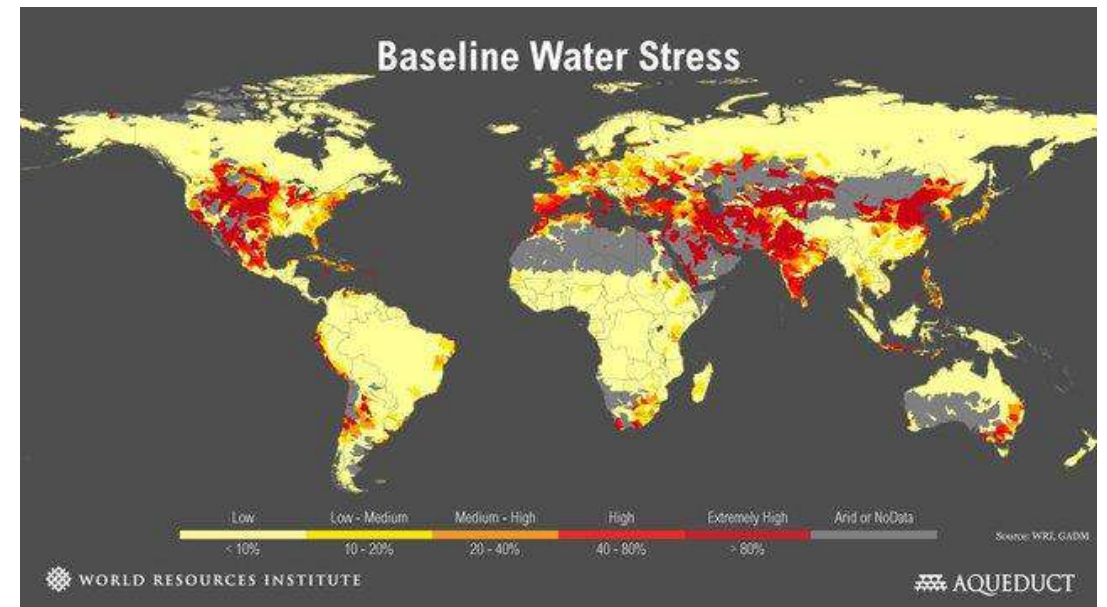 Baseline Water Stress
Low Low - Medium Medium - High High Extremely High Arid or NoData
< 10% 10 - 20% 20 - 40% 40 - 80% > 80%
Source: WRI, GADM
WORLD RESOURCES INSTITUTE
AQUEDUCT